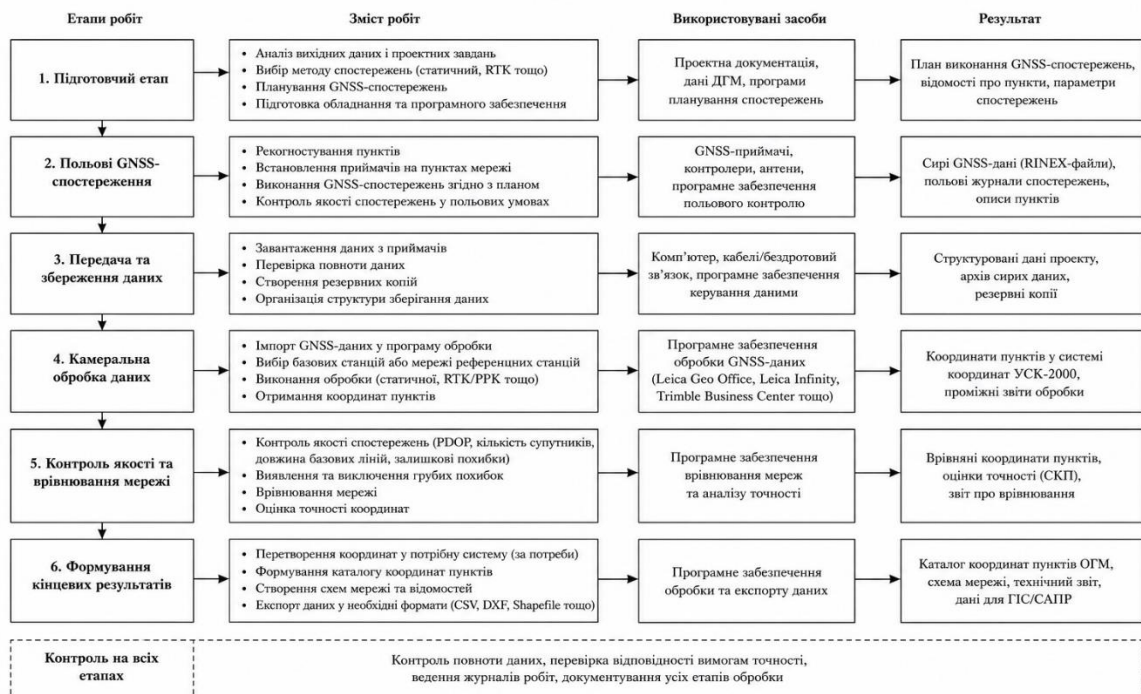 Етапи робіт
Зміст робіт
Використовувані засоби
Результат
1. Підготовчий етап
• Аналіз вихідних даних і проектних завдань
• Вибір методу спостережень (статичний, RTK тощо)
• Планування GNSS-спостережень
• Підготовка обладнання та програмного забезпечення
Проектна документація,
дані ДГМ, програми
планування спостережень
План виконання GNSS-спостережень,
відомості про пункти, параметри
спостережень
2. Польові GNSS-
спостереження
• Рекогностування пунктів
• Встановлення приймачів на пунктах мережі
• Виконання GNSS-спостережень згідно з планом
• Контроль якості спостережень у польових умовах
GNSS-приймачі,
контролери, антени,
програмне забезпечення
польового контролю
Сирі GNSS-дані (RINEX-файли),
польові журнали спостережень,
описи пунктів
3. Передача та
збереження даних
• Завантаження даних з приймачів
• Перевірка повноти даних
• Створення резервних копій
• Організація структури зберігання даних
Комп’ютер, кабелі/бездротовий
зв’язок, програмне забезпечення
керування даними
Структуровані дані проекту,
архів сирих даних,
резервні копії
4. Камеральна
обробка даних
• Імпорт GNSS-даних у програму обробки
• Вибір базових станцій або мережі референцних станцій
• Виконання обробки (статичної, RTK/PPK тощо)
• Отримання координат пунктів
Програмне забезпечення
обробки GNSS-даних
(Leica Geo Office, Leica Infinity,
Trimble Business Center тощо)
Координати пунктів у системі
координат УСК-2000,
проміжні звіти обробки
5. Контроль якості та
врівнювання мережі
• Контроль якості спостережень (PDOP, кількість супутників,
довжина базових ліній, залишкові похибки)
• Виявлення та виключення грубих похибок
• Врівнювання мережі
• Оцінка точності координат
Програмне забезпечення
врівнювання мереж
та аналізу точності
Врівняні координати пунктів,
оцінки точності (СКП),
звіт про врівнювання
6. Формування
кінцевих результатів
• Перетворення координат у потрібну систему (за потреби)
• Формування каталогу координат пунктів
• Створення схем мережі та відомостей
• Експорт даних у необхідні формати (CSV, DXF, Shapefile тощо)
Програмне забезпечення
обробки та експорту даних
Каталог координат пунктів ОГМ,
схема мережі, технічний звіт,
дані для ГІС/САПР
Контроль на всіх
етапах
Контроль повноти даних, перевірка відповідності вимогам точності,
ведення журналів робіт, документування усіх етапів обробки